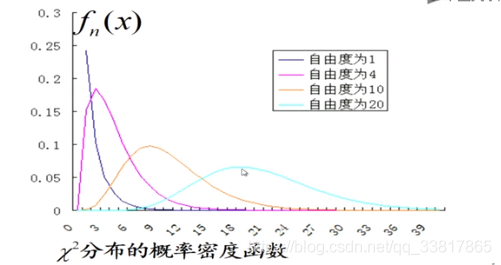 fₙ(x)
0.3
0.25
0.2
0.15
0.1
0.05
0
自由度为1
自由度为4
自由度为10
自由度为20
0 3 6 9 12 15 18 21 24 27 30 33 36 39
χ²分布的概率密度函数
https://blog.csdn.net/qq_33817865